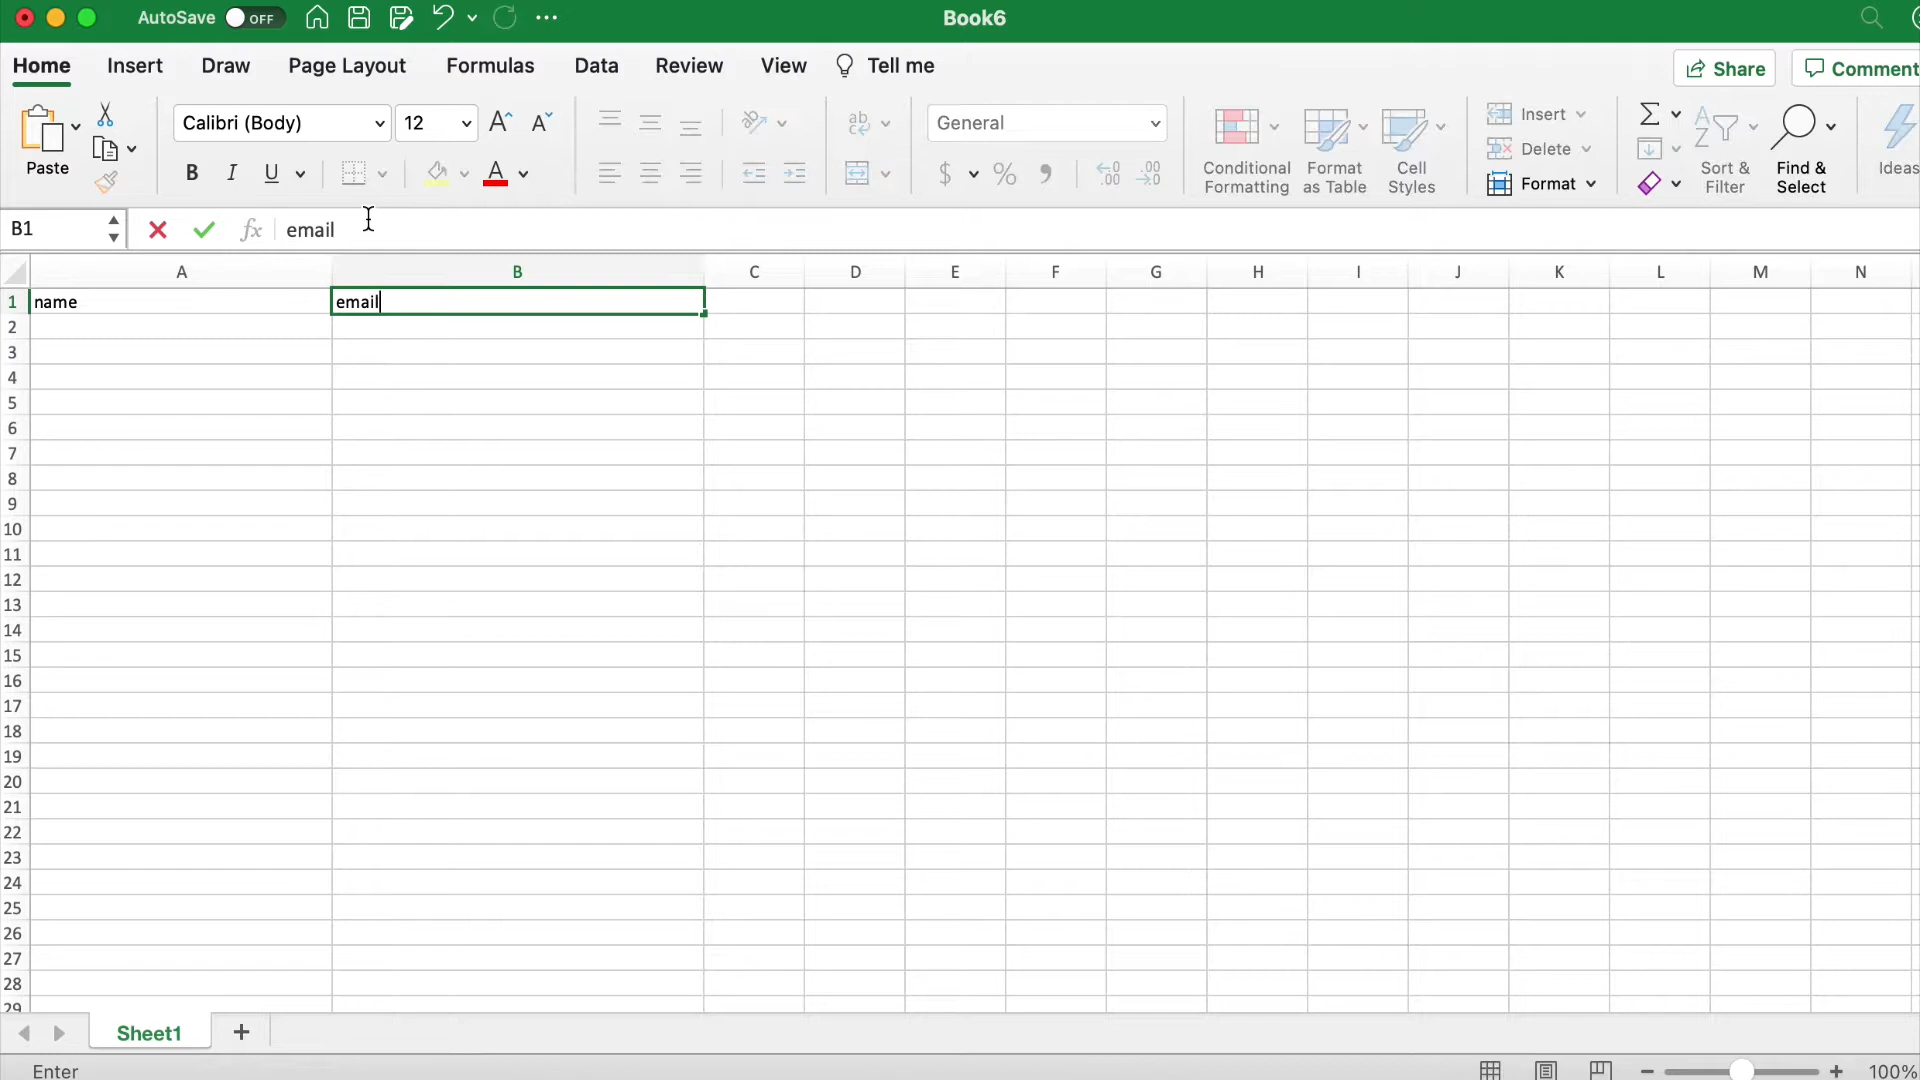 AutoSave OFF Book6
Home Insert Draw Page Layout Formulas Data Review View Tell me Share Comment
Calibri (Body) 12 General Insert
Delete
Paste B I U $ % Conditional Formatting Format as Table Cell Styles Format Sort & Filter Find & Select Ideas
B1 fx email
A B C D E F G H I J K L M N
1 name email
2
3
4
5
6
7
8
9
10
11
12
13
14
15
16
17
18
19
20
21
22
23
24
25
26
27
28
29
Sheet1
Enter 100%